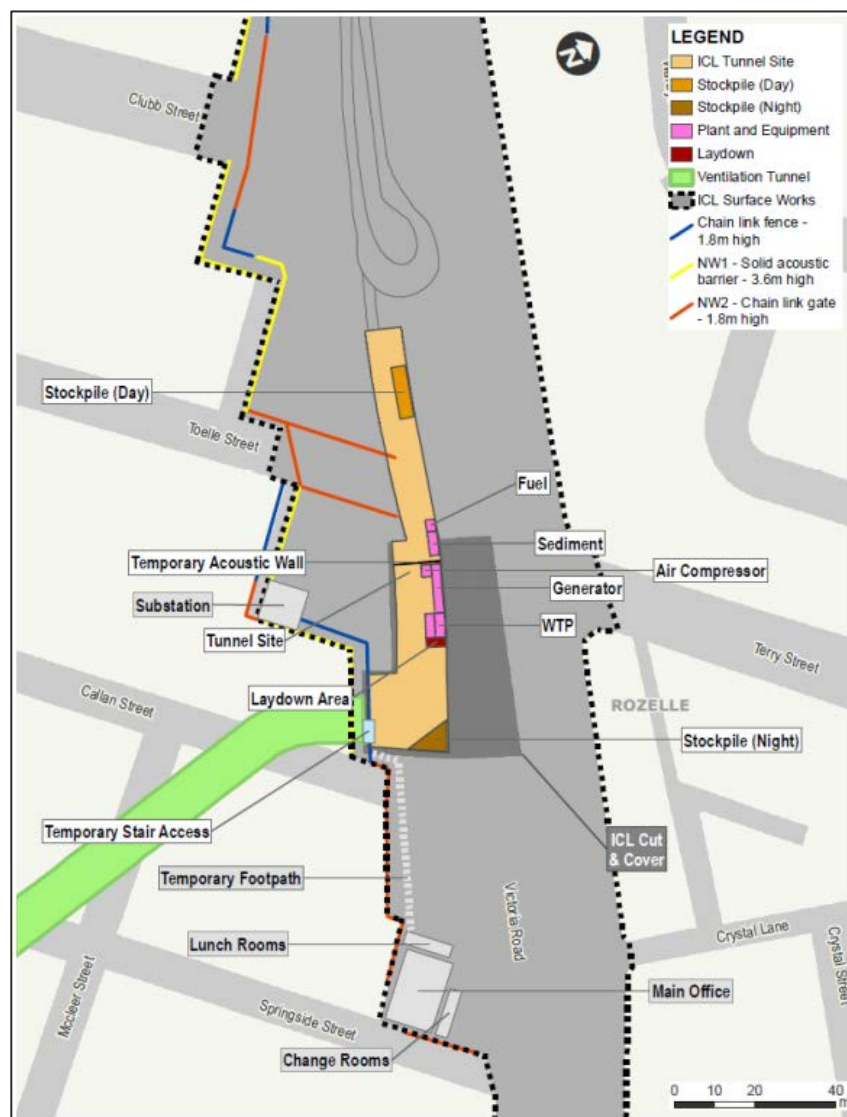 N
LEGEND
ICL Tunnel Site
Stockpile (Day)
Stockpile (Night)
Plant and Equipment
Laydown
Ventilation Tunnel
ICL Surface Works
Chain link fence -
1.8m high
NW1 - Solid acoustic
barrier - 3.6m high
NW2 - Chain link gate
- 1.8m high
Clubb Street
Stockpile (Day)
Toelle Street
Fuel
Sediment
Temporary Acoustic Wall
Air Compressor
Substation
Generator
Tunnel Site
WTP
Terry Street
Callan Street
Laydown Area
ROZELLE
Stockpile (Night)
Temporary Stair Access
ICL Cut
& Cover
Temporary Footpath
Victoria Road
Lunch Rooms
Crystal Lane
Crystal Street
Mccleer Street
Main Office
Springside Street
Change Rooms
0 10 20 40
m